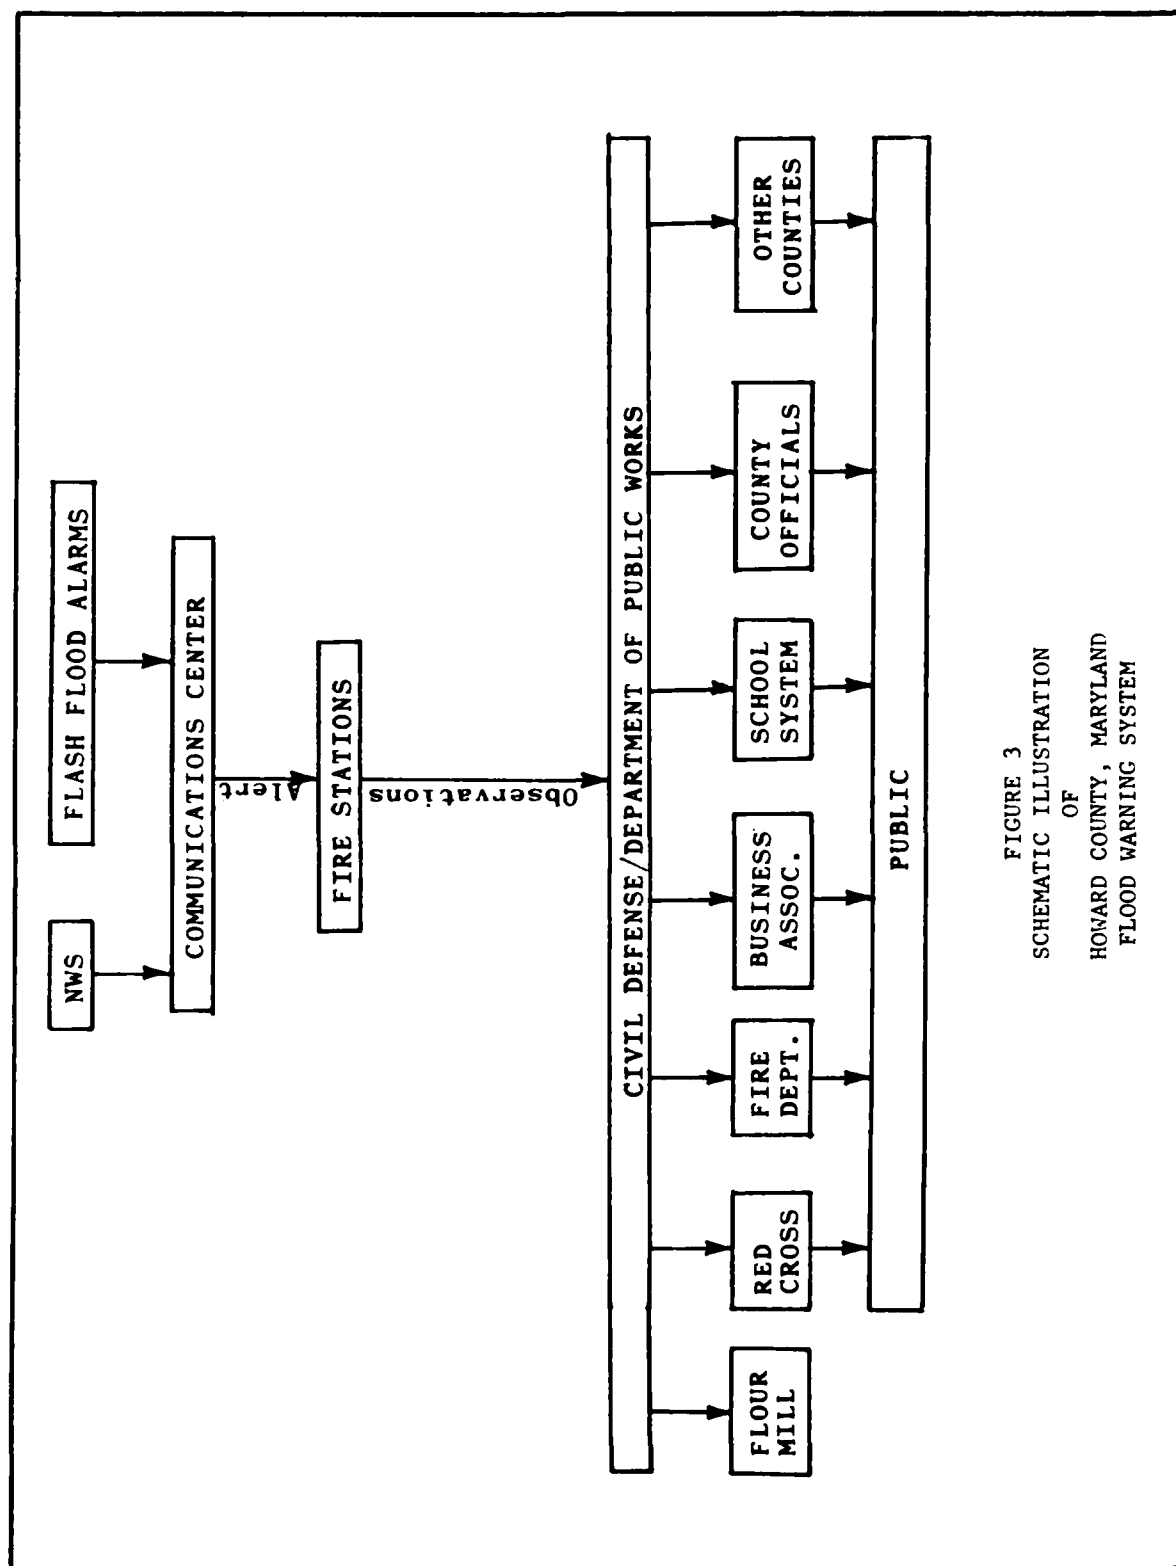 NWS
FLASH FLOOD ALARMS
COMMUNICATIONS CENTER
Alert
FIRE STATIONS
Observations
CIVIL DEFENSE/DEPARTMENT OF PUBLIC WORKS
FLOUR
MILL
RED
CROSS
FIRE
DEPT.
BUSINESS
ASSOC.
SCHOOL
SYSTEM
COUNTY
OFFICIALS
OTHER
COUNTIES
PUBLIC
FIGURE 3
SCHEMATIC ILLUSTRATION
OF
HOWARD COUNTY, MARYLAND
FLOOD WARNING SYSTEM